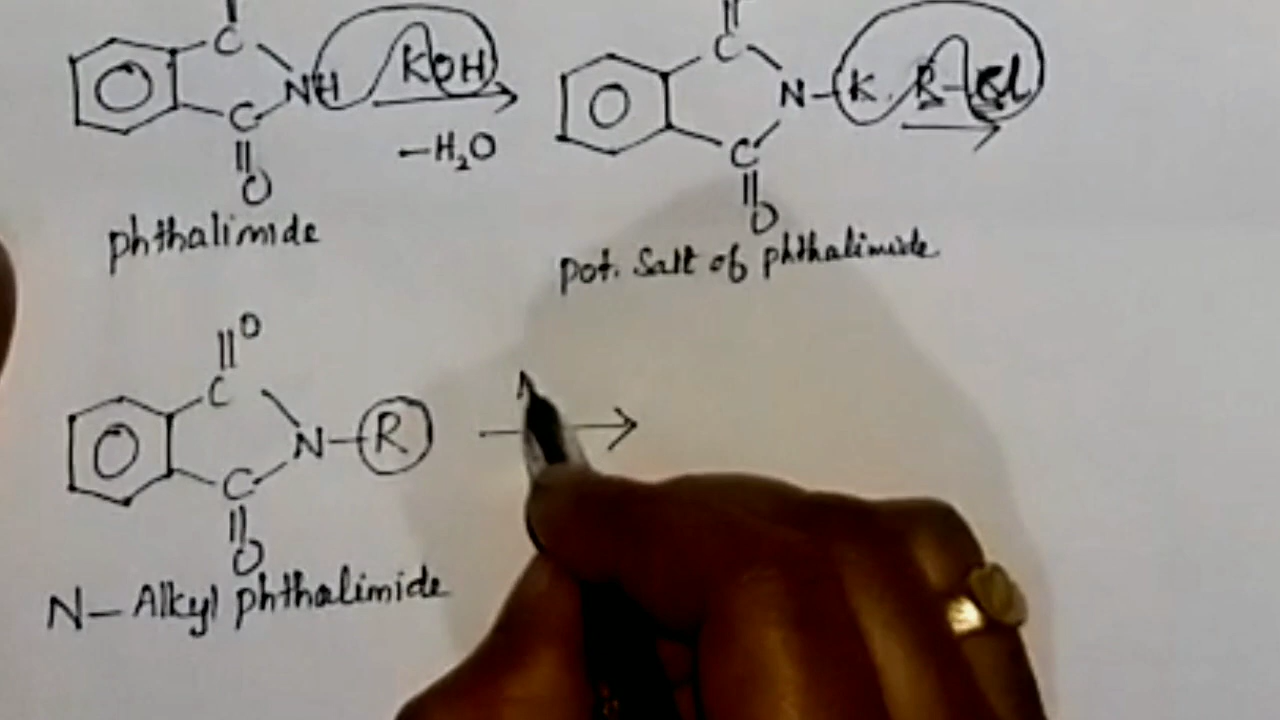 C C
NH KOH N-K. R-Cl
C -H₂O C
|| ||
O O
phthalimide pot. Salt of phthalimide
||O
C
N-R
C
||
O
N-Alkyl phthalimide